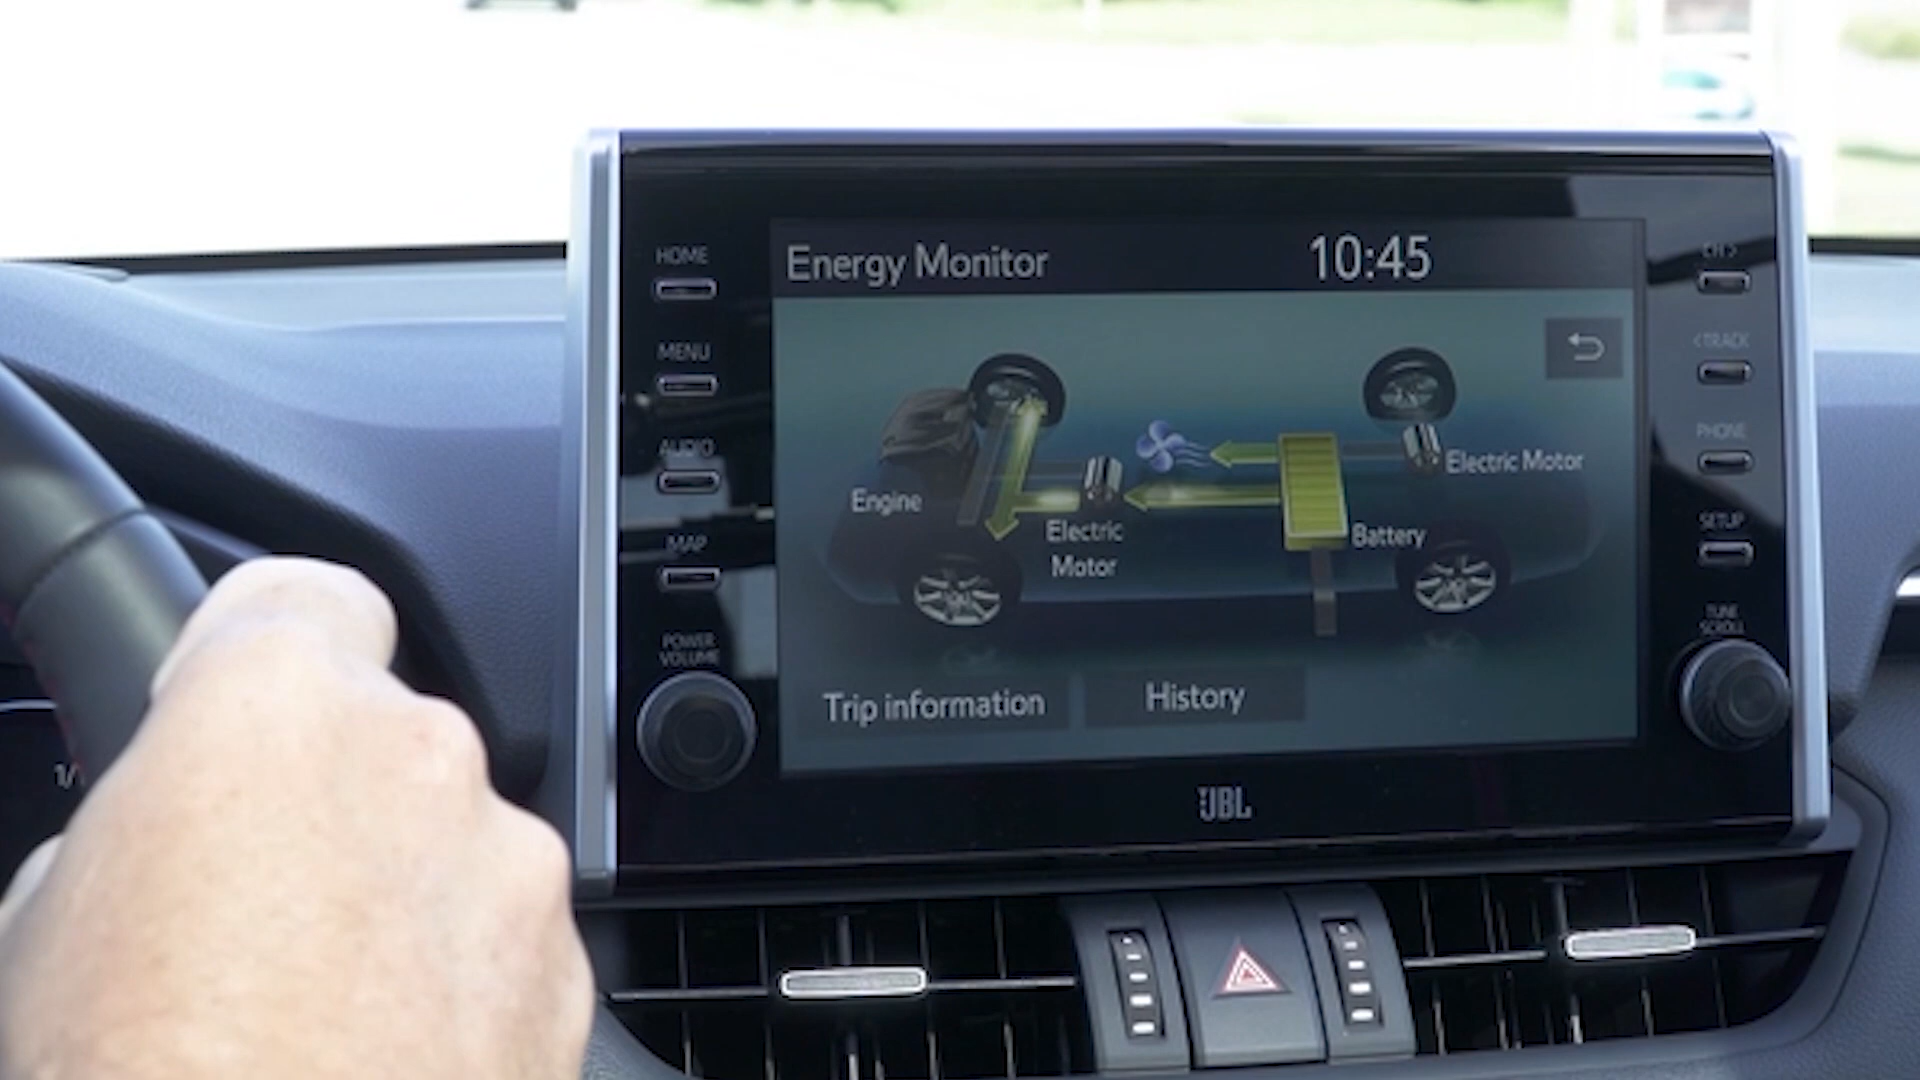 HOME
MENU
AUDIO
MAP
POWER
VOLUME
Energy Monitor
10:45
Engine
Electric
Motor
Battery
Electric Motor
Trip information
History
JBL
<TRACK
PHONE
SETUP
TUNE
SCROLL